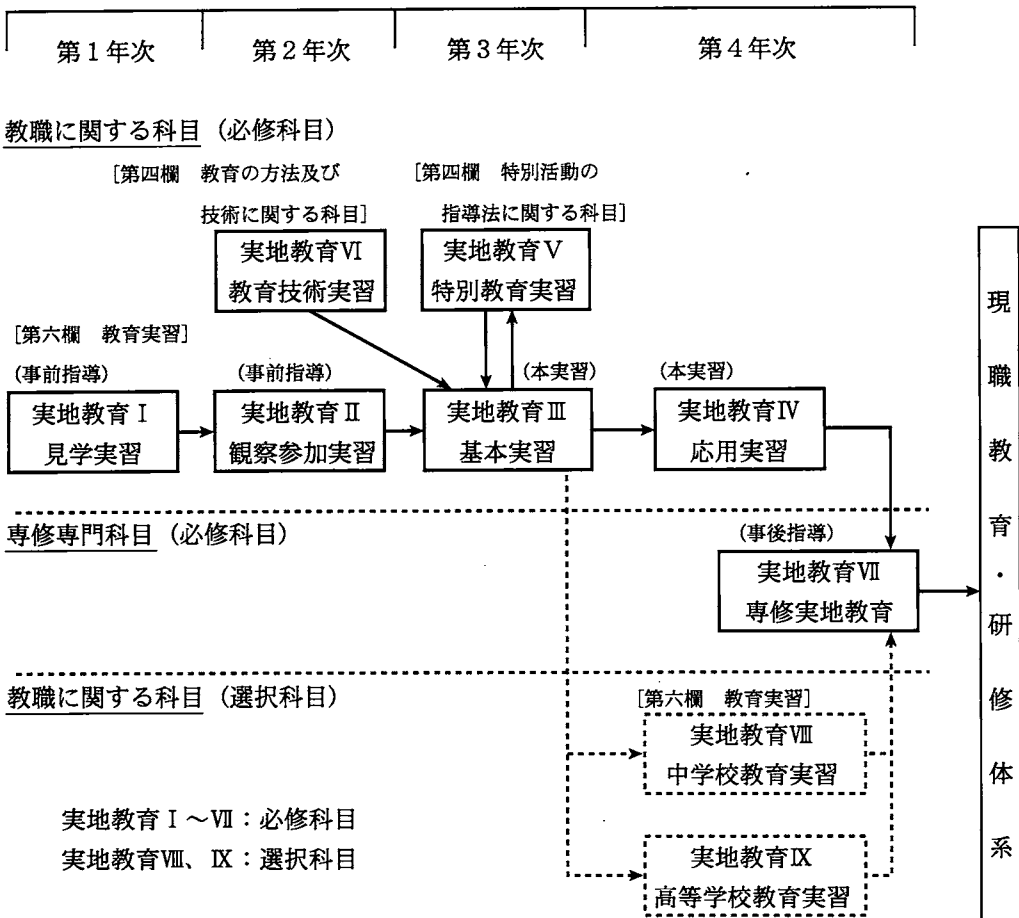 第1年次
第2年次
第3年次
第4年次
教職に関する科目(必修科目)
[第四欄 教育の方法及び
技術に関する科目]
[第四欄 特別活動の
指導法に関する科目]
実地教育Ⅵ
教育技術実習
実地教育Ⅴ
特別教育実習
[第六欄 教育実習]
(事前指導)
実地教育Ⅰ
見学実習
(事前指導)
実地教育Ⅱ
観察参加実習
(本実習)
実地教育Ⅲ
基本実習
(本実習)
実地教育Ⅳ
応用実習
専修専門科目(必修科目)
(事後指導)
実地教育Ⅶ
専修実地教育
教職に関する科目(選択科目)
[第六欄 教育実習]
実地教育Ⅷ
中学校教育実習
実地教育Ⅸ
高等学校教育実習
実地教育Ⅰ~Ⅶ:必修科目
実地教育Ⅷ、Ⅸ:選択科目
現職教育・研修体系